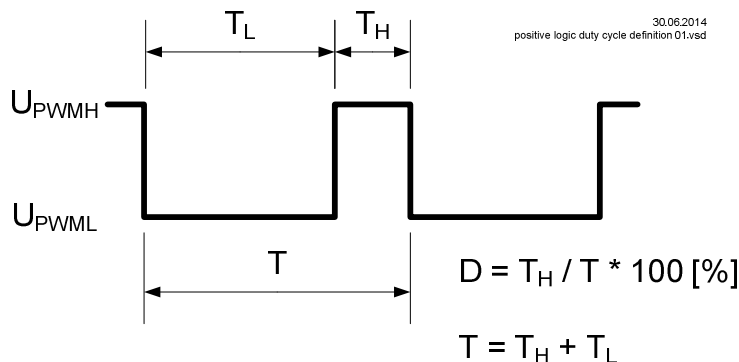 30.06.2014
positive logic duty cycle definition 01.vsd
TL TH
UPWMH
UPWML
T
D = TH / T * 100 [%]
T = TH + TL